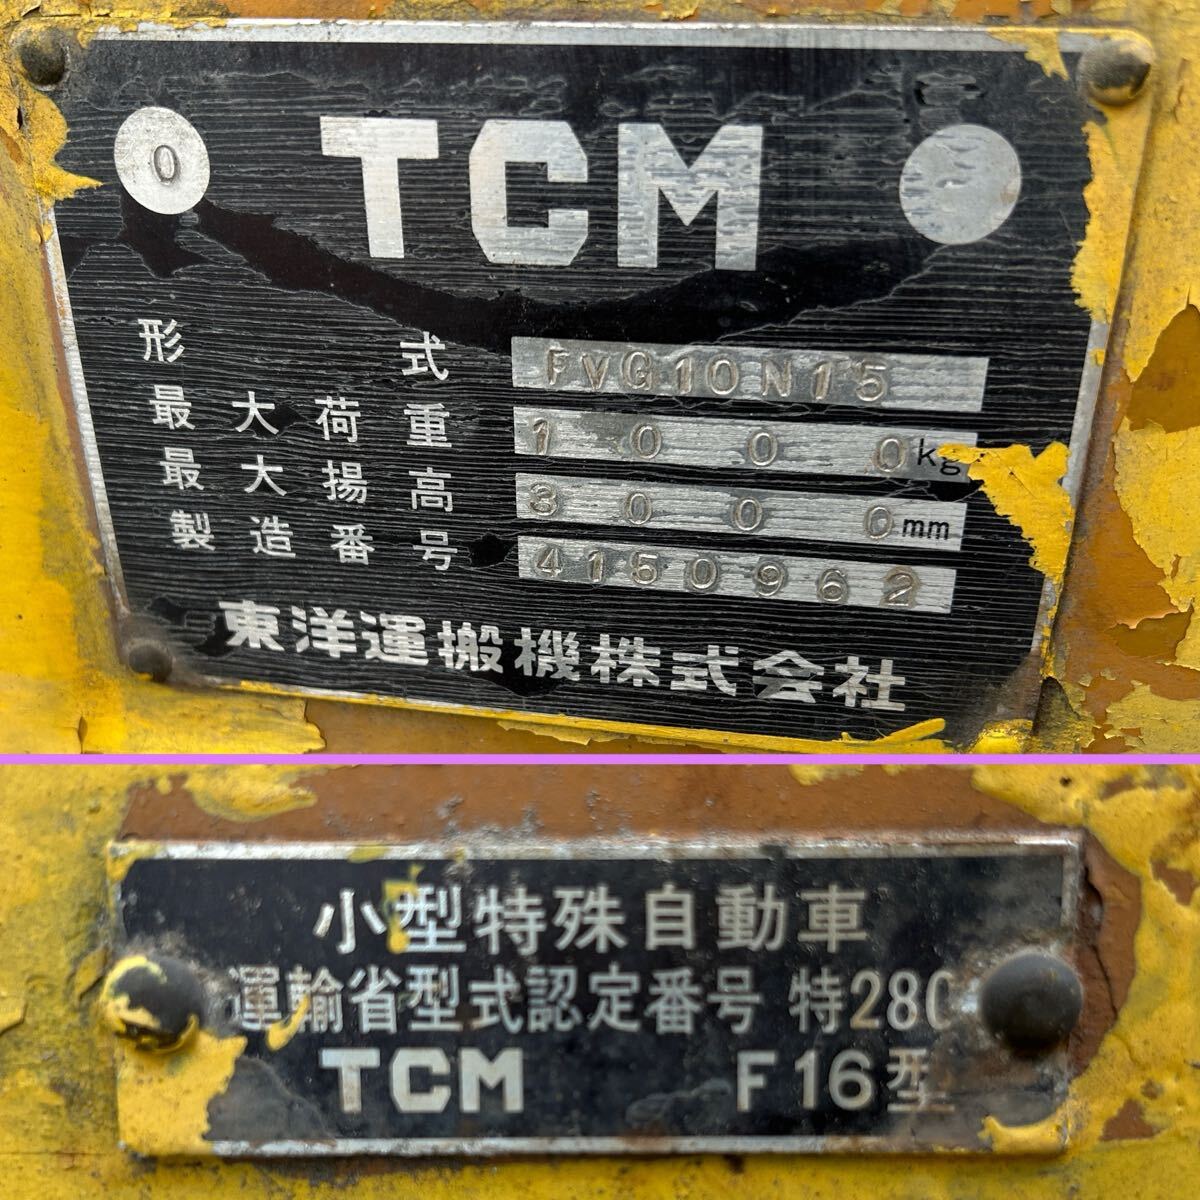 0
TCM
形式 FVG10N15
最大荷重 1000kg
最大揚高 3000mm
製造番号 4150962
東洋運搬機株式会社
小型特殊自動車
運輸省型式認定番号 特280
TCM F16型